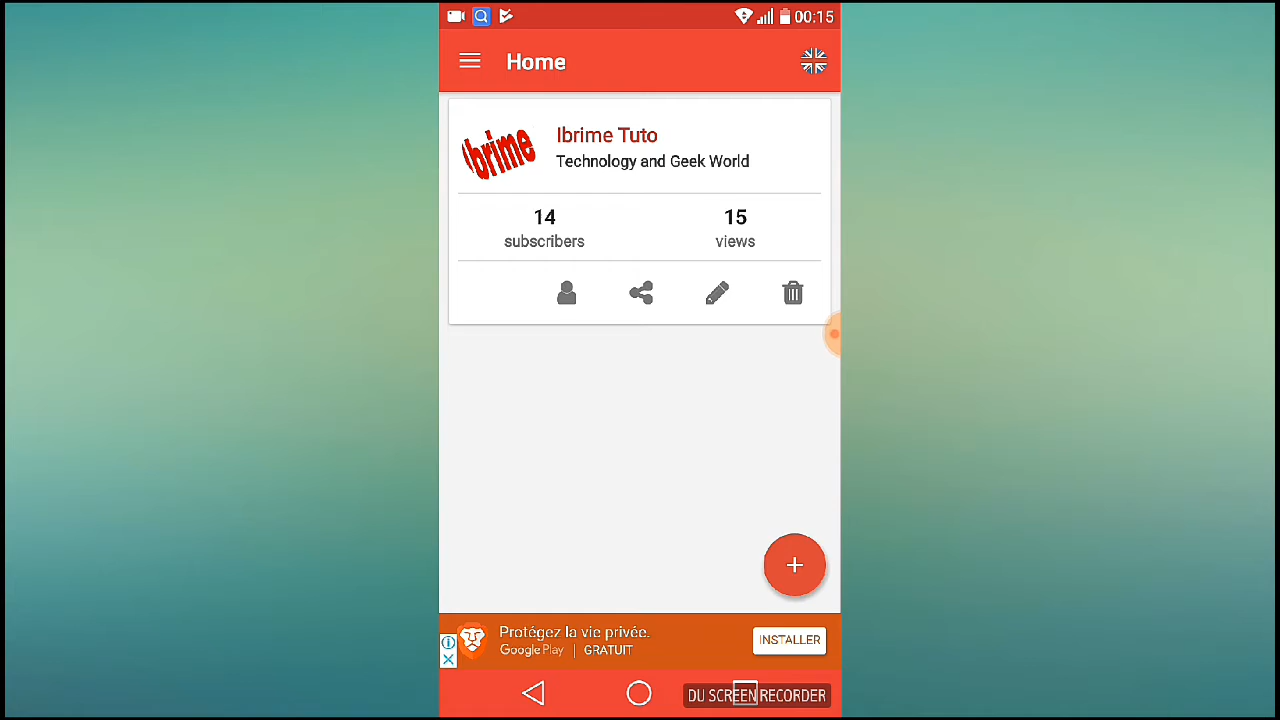 00:15
Home
Ibrime
Ibrime Tuto
Technology and Geek World
14
subscribers
15
views
Protégez la vie privée.
Google Play | GRATUIT
INSTALLER
DU SCREEN RECORDER